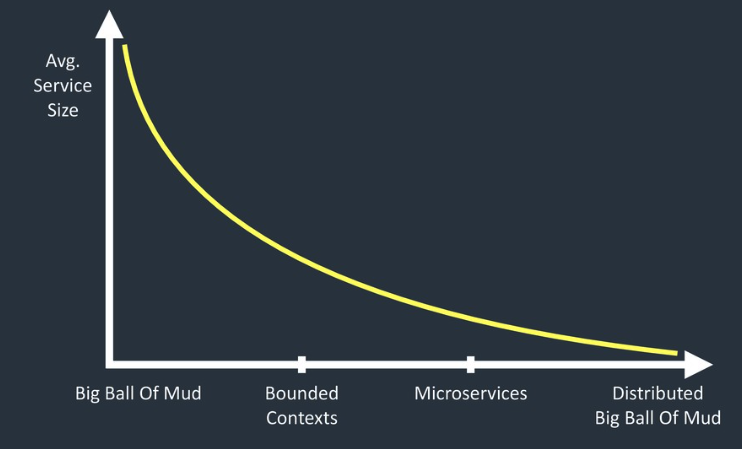 Avg.
Service
Size
Big Ball Of Mud
Bounded
Contexts
Microservices
Distributed
Big Ball Of Mud